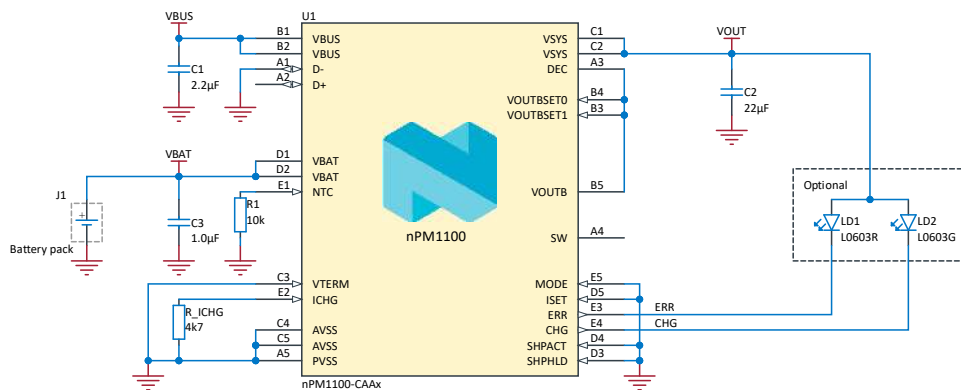 U1
VBUS
B1
VBUS
B2
VBUS
A1
D-
A2
D+
C1
2.2µF
VBAT
D1
VBAT
D2
VBAT
E1
NTC
J1
Battery pack
C3
1.0µF
R1
10k
C3
VTERM
E2
ICHG
R_ICHG
4k7
C4
AVSS
C5
AVSS
A5
PVSS
nPM1100
nPM1100-CAAx
VSYS
C1
VSYS
C2
DEC
A3
VOUTBSET0
B4
VOUTBSET1
B3
VOUTB
B5
SW
A4
MODE
E5
ISET
D5
ERR
E3
ERR
CHG
E4
CHG
SHPACT
D4
SHPHLD
D3
VOUT
C2
22µF
Optional
LD1
L0603R
LD2
L0603G